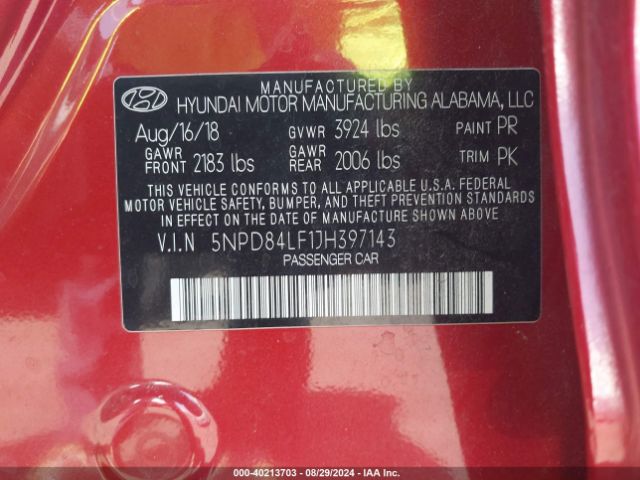 MANUFACTURED BY
HYUNDAI MOTOR MANUFACTURING ALABAMA, LLC
Aug/16/18 GVWR 3924 lbs PAINT PR
GAWR FRONT 2183 lbs GAWR REAR 2006 lbs TRIM PK
THIS VEHICLE CONFORMS TO ALL APPLICABLE U.S.A. FEDERAL
MOTOR VEHICLE SAFETY, BUMPER, AND THEFT PREVENTION STANDARDS
IN EFFECT ON THE DATE OF MANUFACTURE SHOWN ABOVE.
V.I.N 5NPD84LF1JH397143
PASSENGER CAR
000-40213703 - 08/29/2024 - IAA Inc.